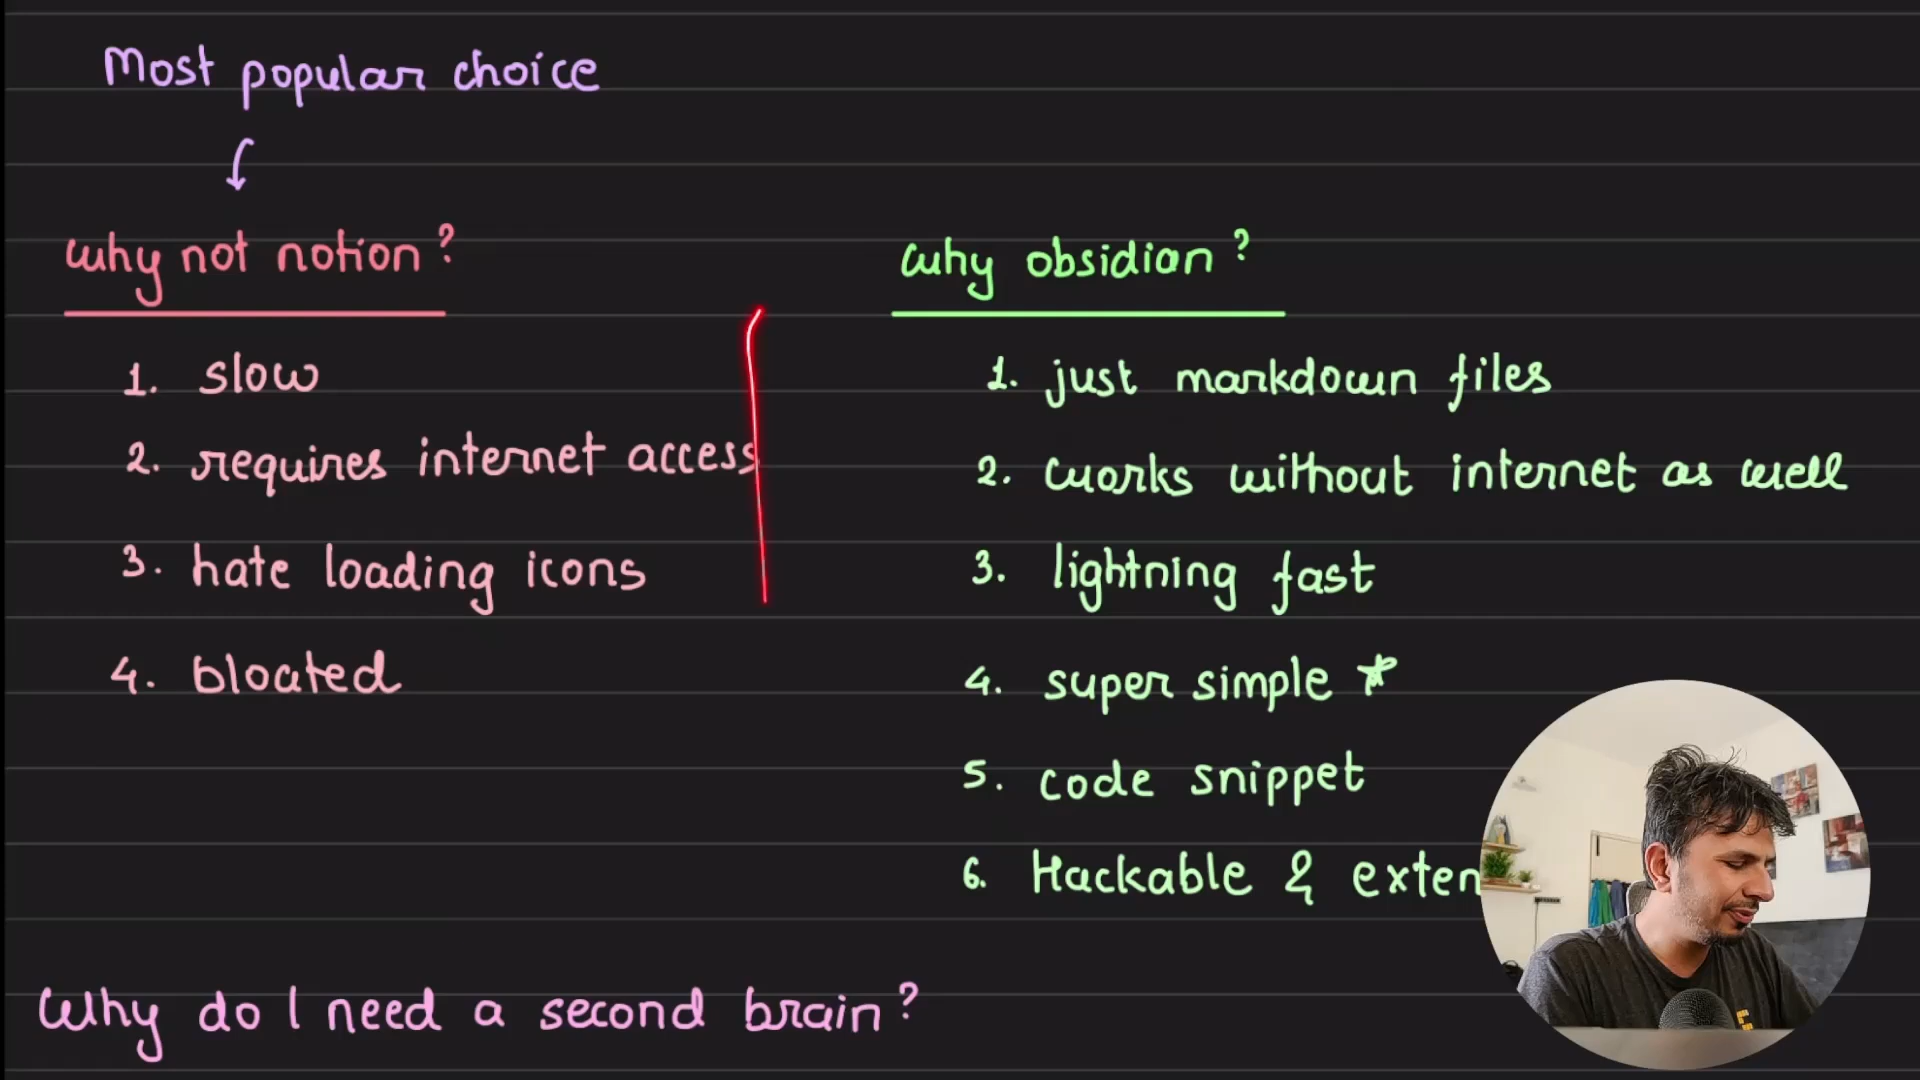 Most popular choice
Why not notion?
1. slow
2. requires internet access
3. hate loading icons
4. bloated
Why obsidian?
1. just markdown files
2. works without internet as well
3. lightning fast
4. super simple *
5. code snippet
6. Hackable & exten
Why do I need a second brain?